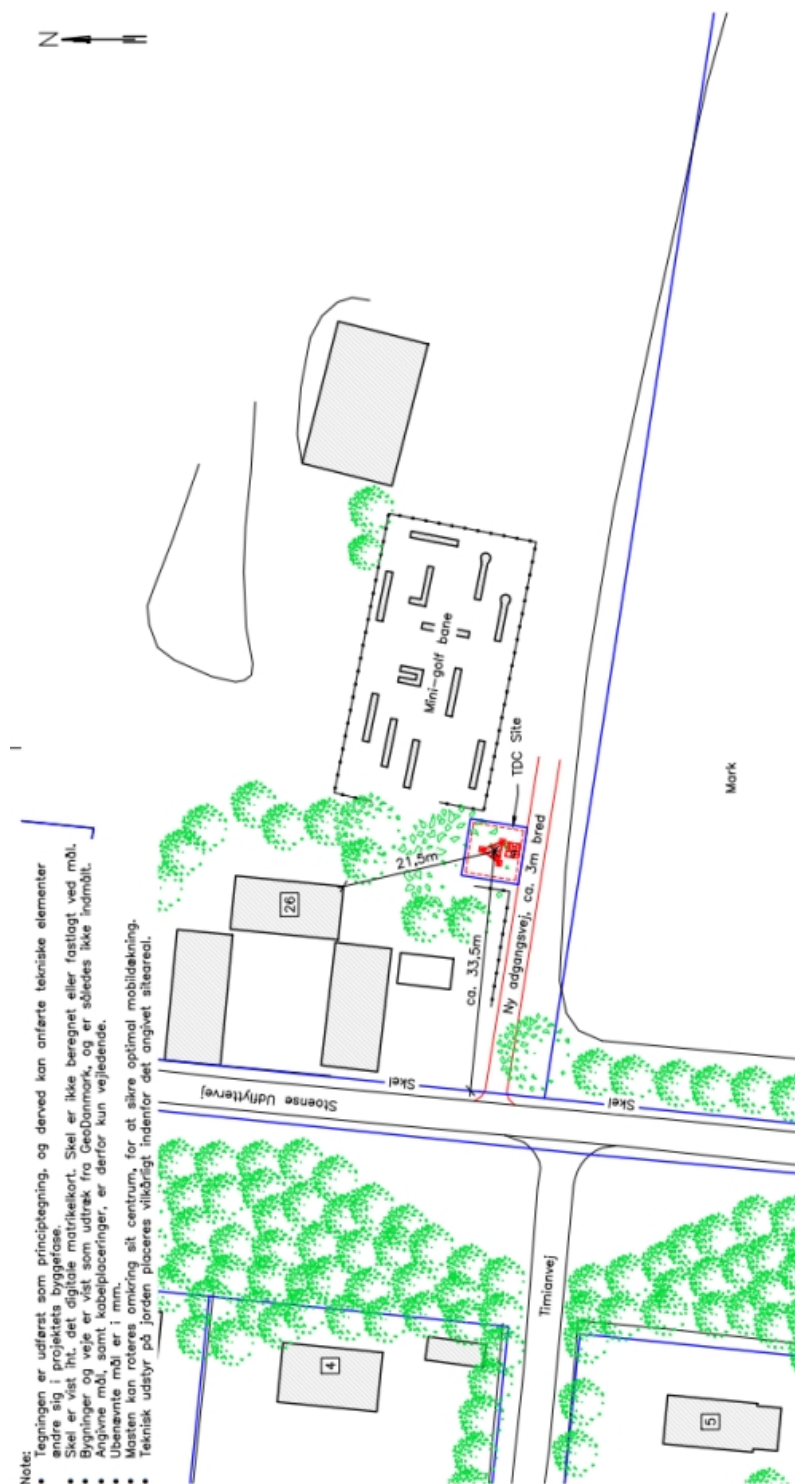 Note:
• Tegningen er udført som principtegning, og derved kan anførte tekniske elementer
ændre sig i projektets byggefase.
• Skel er vist iht. det digitale matrikelkort. Skel er ikke beregnet eller fastlagt ved mål.
• Bygninger og veje er vist som udtræk fra GeoDanmark, og er således ikke indmålt.
• Angivne mål, samt kabelplaceringer, er derfor kun vejledende.
• Ubenævnte mål er i mm.
• Masten kan roteres omkring sit centrum, for at sikre optimal mobildækning.
• Teknisk udstyr på jorden placeres vilkårligt indenfor det angivet siteareal.
N
26
21,5m
Mini-golf bane
TDC Site
ca. 33,5m
Ny adgangsvej, ca. 3m bred
Skel
Stoense Udflyttervej
Skel
Mark
Timianvej
4
5